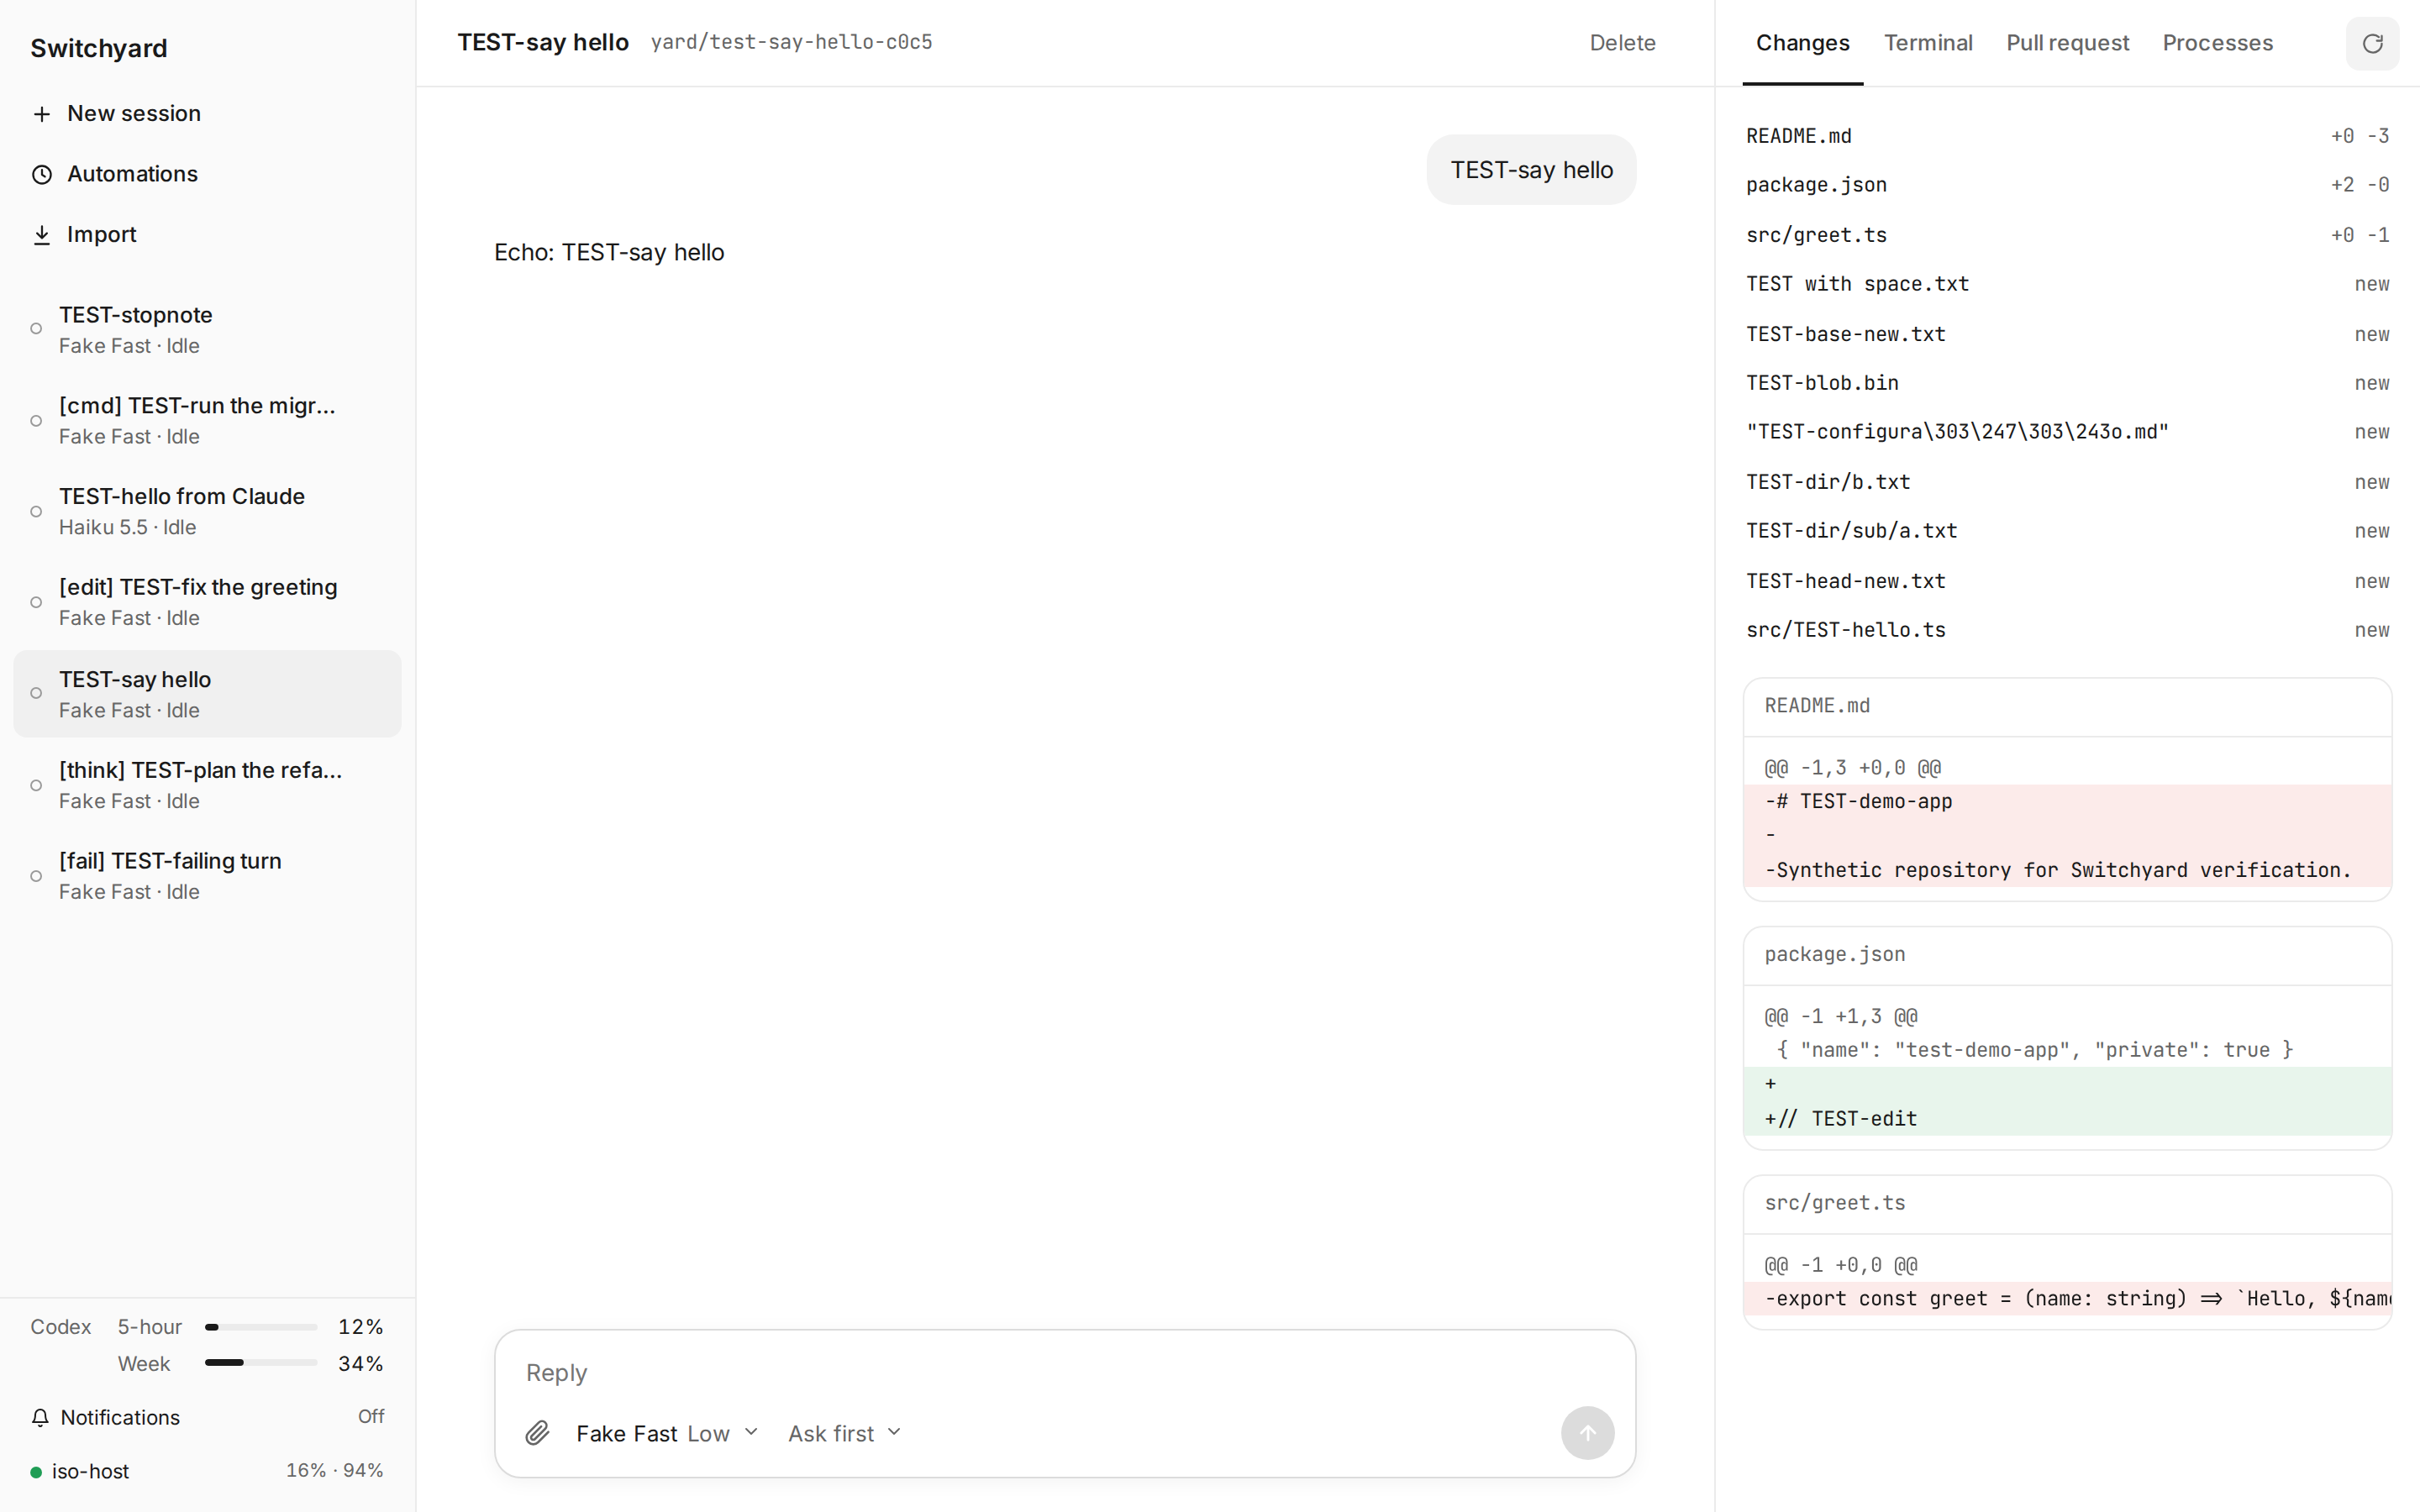 Switchyard
New session
Automations
Import
TEST-stopnote
Fake Fast · Idle
[cmd] TEST-run the migr...
Fake Fast · Idle
TEST-hello from Claude
Haiku 5.5 · Idle
[edit] TEST-fix the greeting
Fake Fast · Idle
TEST-say hello
Fake Fast · Idle
[think] TEST-plan the refa...
Fake Fast · Idle
[fail] TEST-failing turn
Fake Fast · Idle
Codex 5-hour 12%
Week 34%
Notifications Off
iso-host 16% · 94%
TEST-say hello yard/test-say-hello-c0c5 Delete
TEST-say hello
Echo: TEST-say hello
Reply
Fake Fast Low Ask first
Changes Terminal Pull request Processes
README.md +0 -3
package.json +2 -0
src/greet.ts +0 -1
TEST with space.txt new
TEST-base-new.txt new
TEST-blob.bin new
"TEST-configura\303\247\303\243o.md" new
TEST-dir/b.txt new
TEST-dir/sub/a.txt new
TEST-head-new.txt new
src/TEST-hello.ts new
README.md
@@ -1,3 +0,0 @@
-# TEST-demo-app
-
-Synthetic repository for Switchyard verification.
package.json
@@ -1 +1,3 @@
{ "name": "test-demo-app", "private": true }
+
+// TEST-edit
src/greet.ts
@@ -1 +0,0 @@
-export const greet = (name: string) => `Hello, ${name